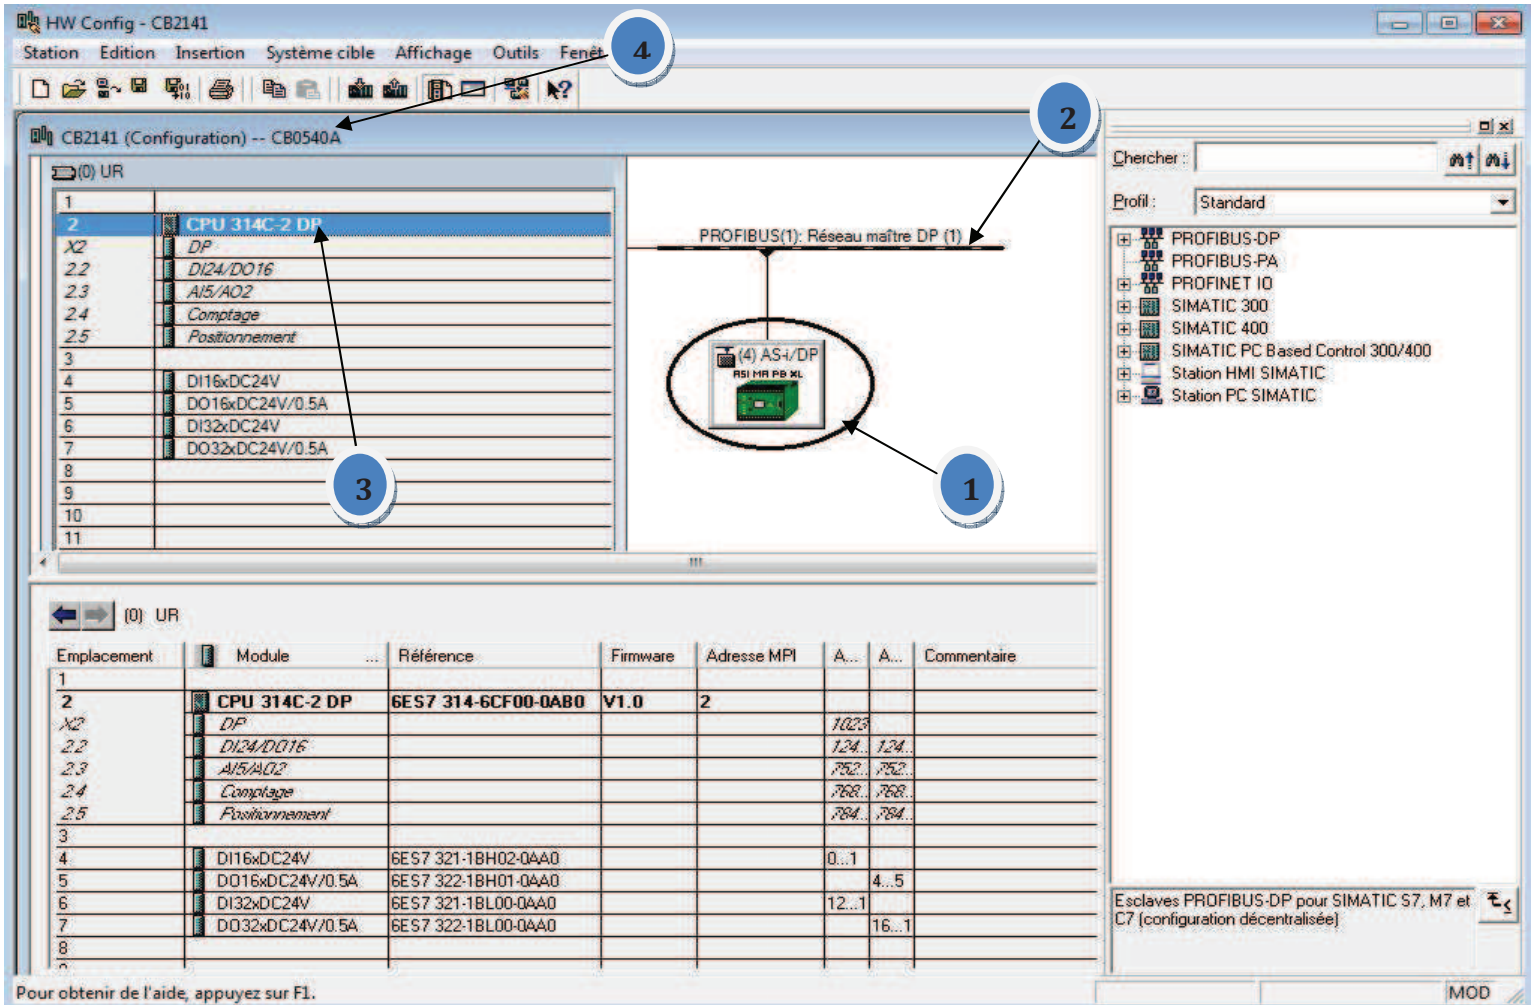 HW Config - CB2141
Station Edition Insertion Système cible Affichage Outils Fenêt
4
CB2141 (Configuration) -- CB0540A
2
(0) UR
1
2 CPU 314C-2 DP
X2 DP
2.2 DI24/DO16
2.3 AI5/AO2
2.4 Comptage
2.5 Positionnement
3
4 DI16xDC24V
5 DO16xDC24V/0.5A
6 DI32xDC24V
7 DO32xDC24V/0.5A
8
9
10
11
3
PROFIBUS(1): Réseau maître DP (1)
(4) AS-i/DP
ASI MA PB XL
1
Chercher :
Profil : Standard
PROFIBUS-DP
PROFIBUS-PA
PROFINET IO
SIMATIC 300
SIMATIC 400
SIMATIC PC Based Control 300/400
Station HMI SIMATIC
Station PC SIMATIC
(0) UR
Emplacement Module ... Référence Firmware Adresse MPI A... A... Commentaire
1
2 CPU 314C-2 DP 6ES7 314-6CF00-0AB0 V1.0 2
X2 DP 1023
2.2 DI24/DO16 124.. 124..
2.3 AI5/AO2 752.. 752..
2.4 Comptage 768.. 768..
2.5 Positionnement 784.. 784..
3
4 DI16xDC24V 6ES7 321-1BH02-0AA0 0...1
5 DO16xDC24V/0.5A 6ES7 322-1BH01-0AA0 4...5
6 DI32xDC24V 6ES7 321-1BL00-0AA0 12...1
7 DO32xDC24V/0.5A 6ES7 322-1BL00-0AA0 16...1
8
Esclaves PROFIBUS-DP pour SIMATIC S7, M7 et
C7 (configuration décentralisée)
Pour obtenir de l'aide, appuyez sur F1.
MOD